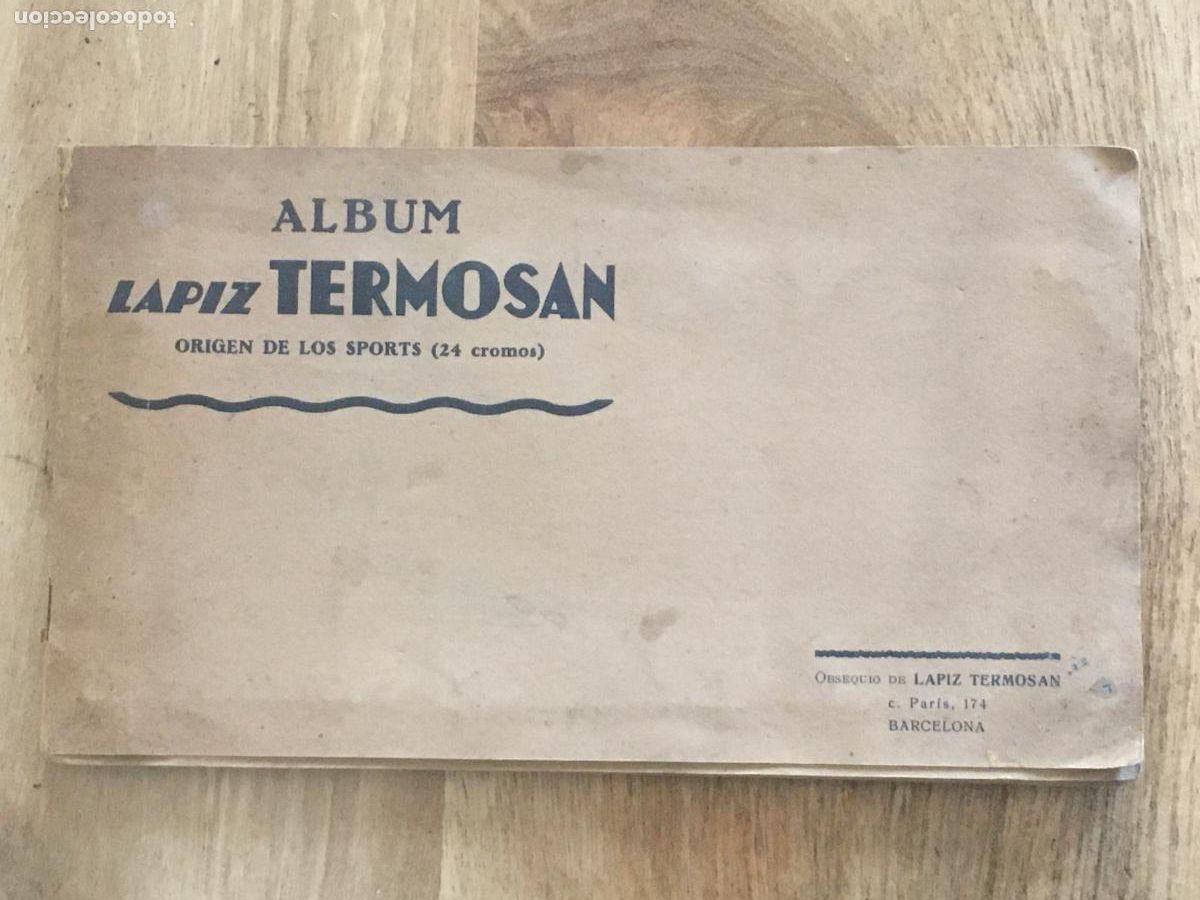 todocoleccion
ALBUM
LAPIZ TERMOSAN
ORIGEN DE LOS SPORTS (24 cromos)
OBSEQUIO DE LAPIZ TERMOSAN
c. París, 174
BARCELONA